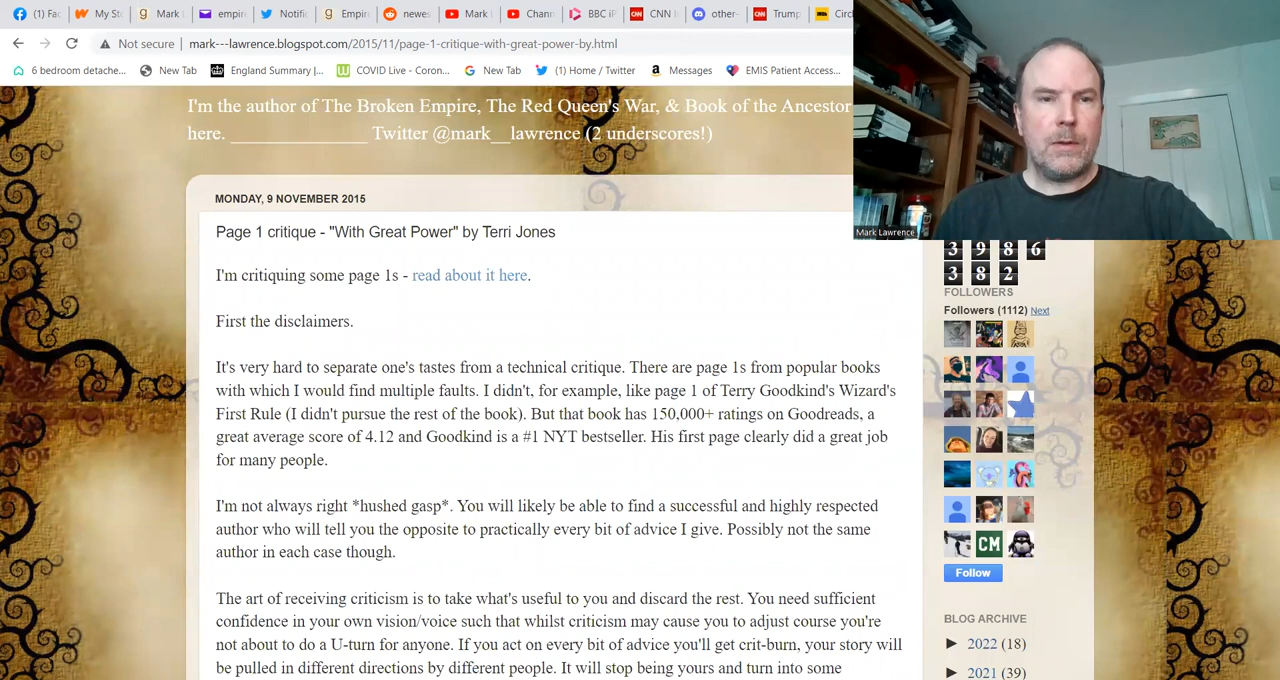 (1) Fac
My Sto
Mark L
empire
Notific
Empire
newes
Mark L
Chann
BBC iP
CNN I
other-
Trump
Circl
Not secure | mark---lawrence.blogspot.com/2015/11/page-1-critique-with-great-power-by.html
6 bedroom detache...
New Tab
England Summary |...
COVID Live - Coron...
New Tab
(1) Home / Twitter
Messages
EMIS Patient Access...
I'm the author of The Broken Empire, The Red Queen's War, & Book of the Ancestor
here. _______________ Twitter @mark__lawrence (2 underscores!)
Mark Lawrence
MONDAY, 9 NOVEMBER 2015
Page 1 critique - "With Great Power" by Terri Jones
I'm critiquing some page 1s - read about it here.
First the disclaimers.
It's very hard to separate one's tastes from a technical critique. There are page 1s from popular books
with which I would find multiple faults. I didn't, for example, like page 1 of Terry Goodkind's Wizard's
First Rule (I didn't pursue the rest of the book). But that book has 150,000+ ratings on Goodreads, a
great average score of 4.12 and Goodkind is a #1 NYT bestseller. His first page clearly did a great job
for many people.
I'm not always right *hushed gasp*. You will likely be able to find a successful and highly respected
author who will tell you the opposite to practically every bit of advice I give. Possibly not the same
author in each case though.
The art of receiving criticism is to take what's useful to you and discard the rest. You need sufficient
confidence in your own vision/voice such that whilst criticism may cause you to adjust course you're
not about to do a U-turn for anyone. If you act on every bit of advice you'll get crit-burn, your story will
be pulled in different directions by different people. It will stop being yours and turn into some
3 9 8 6
3 8 2
FOLLOWERS
Followers (1112) Next
CM
Follow
BLOG ARCHIVE
► 2022 (18)
► 2021 (39)